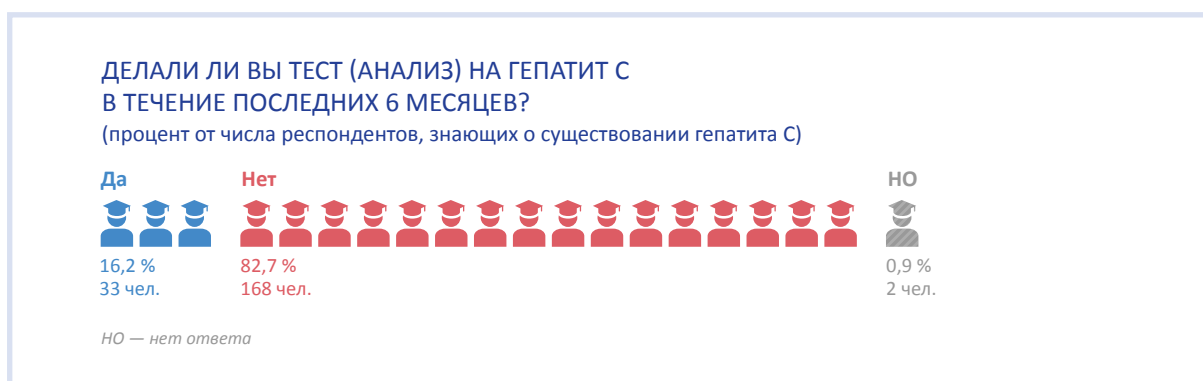 ДЕЛАЛИ ЛИ ВЫ ТЕСТ (АНАЛИЗ) НА ГЕПАТИТ С
В ТЕЧЕНИЕ ПОСЛЕДНИХ 6 МЕСЯЦЕВ?
(процент от числа респондентов, знающих о существовании гепатита С)
Да Нет НО
16,2 % 82,7 % 0,9 %
33 чел. 168 чел. 2 чел.
НО — нет ответа